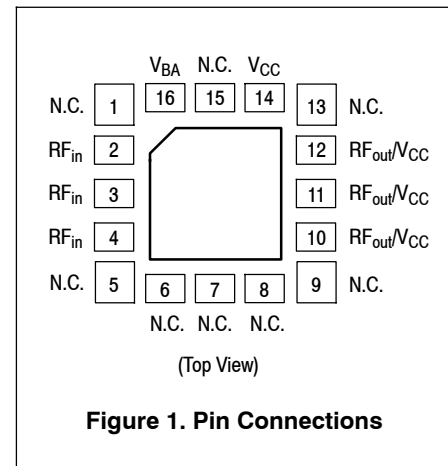 V_BA N.C. V_CC
16 15 14
N.C. 1 13 N.C.
RF_in 2 12 RF_out/V_CC
RF_in 3 11 RF_out/V_CC
RF_in 4 10 RF_out/V_CC
N.C. 5 9 N.C.
6 7 8
N.C. N.C. N.C.
(Top View)
Figure 1. Pin Connections